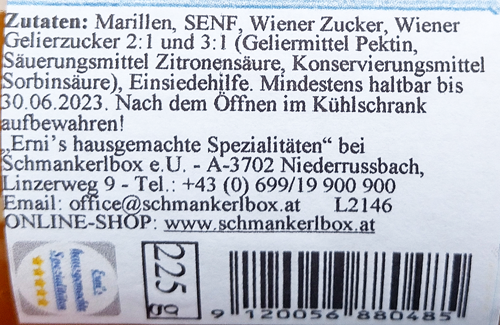 Zutaten: Marillen, SENF, Wiener Zucker, Wiener
Gelierzucker 2:1 und 3:1 (Geliermittel Pektin,
Säuerungsmittel Zitronensäure, Konservierungsmittel
Sorbinsäure), Einsiedehilfe. Mindestens haltbar bis
30.06.2023. Nach dem Öffnen im Kühlschrank
aufbewahren!
„Erni's hausgemachte Spezialitäten“ bei
Schmankerlbox e.U. - A-3702 Niederrussbach,
Linzerweg 9 - Tel.: +43 (0) 699/19 900 900
Email: office@schmankerlbox.at L2146
ONLINE-SHOP: www.schmankerlbox.at
Erni's
hausgemachte
Spezialitäten
225 g
9 120056 880485